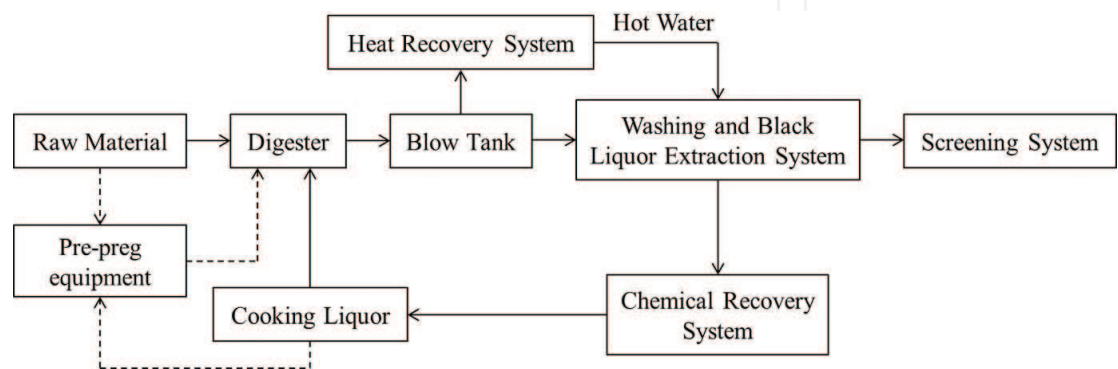 Hot Water
Heat Recovery System
Raw Material
Digester
Blow Tank
Washing and Black
Liquor Extraction System
Screening System
Pre-preg
equipment
Cooking Liquor
Chemical Recovery
System